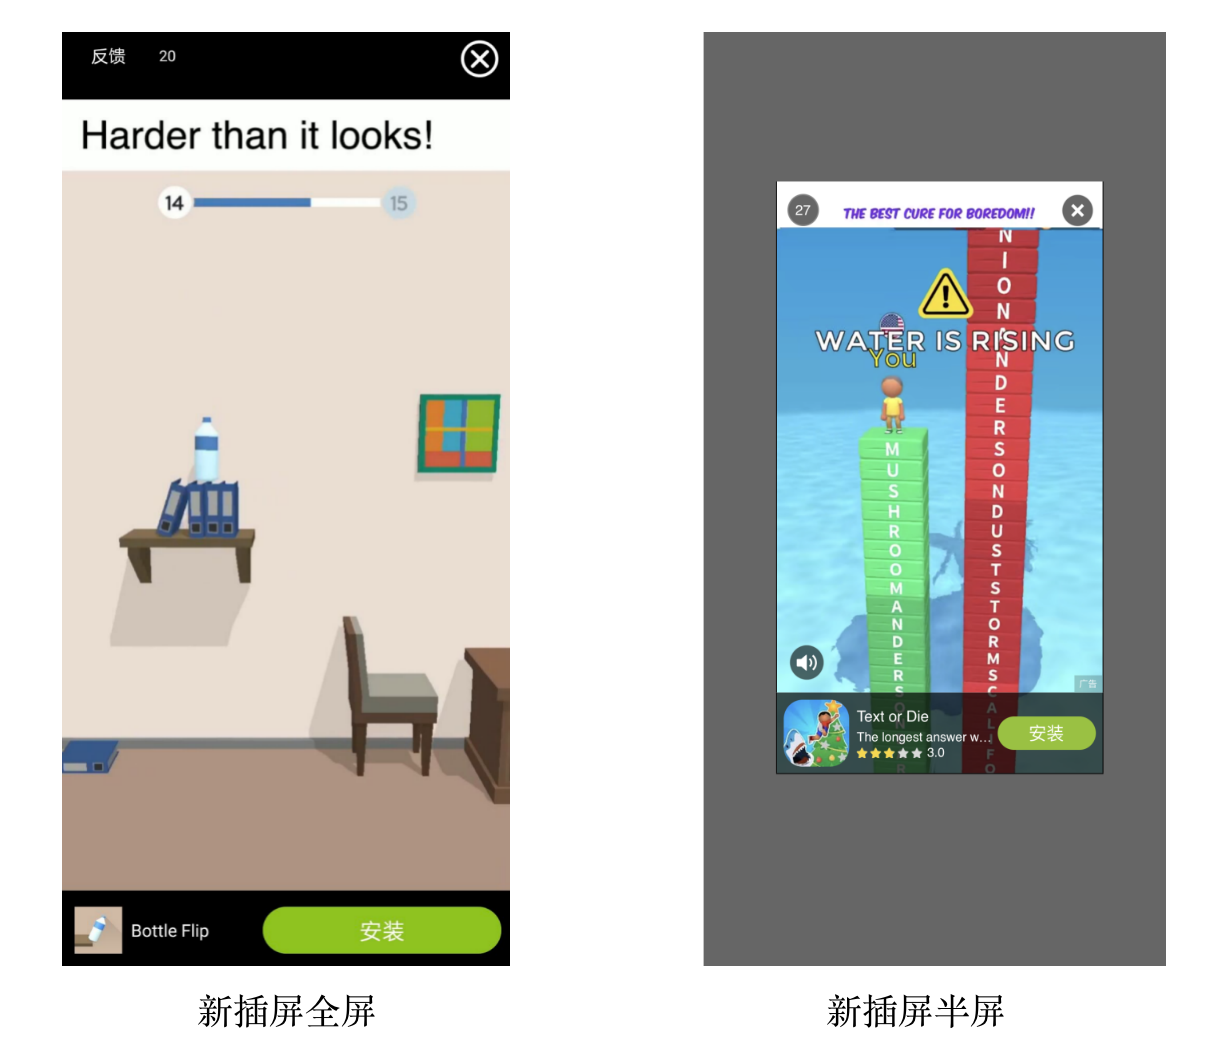 反馈 20
Harder than it looks!
14 15
Bottle Flip 安装
新插屏全屏
27 THE BEST CURE FOR BOREDOM!!
WATER IS RISING
You
MUSHROOMANDERSON
NIONANDERSONDUSTSTORMSCALIFO
广告
Text or Die
The longest answer w...
3.0
安装
新插屏半屏